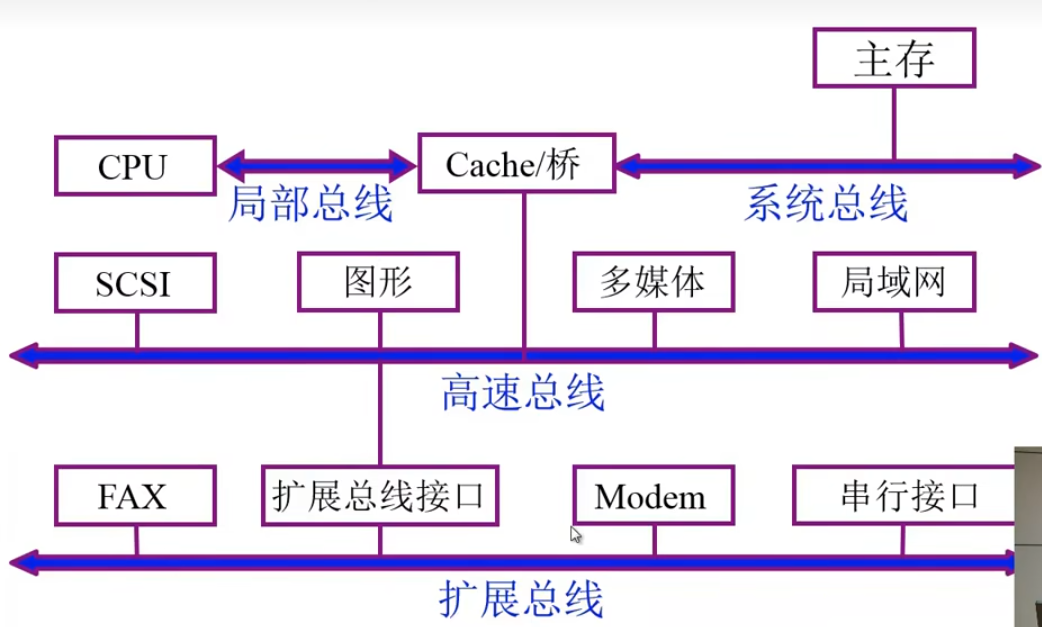 主存
CPU
Cache/桥
局部总线
系统总线
SCSI
图形
多媒体
局域网
高速总线
FAX
扩展总线接口
Modem
串行接口
扩展总线